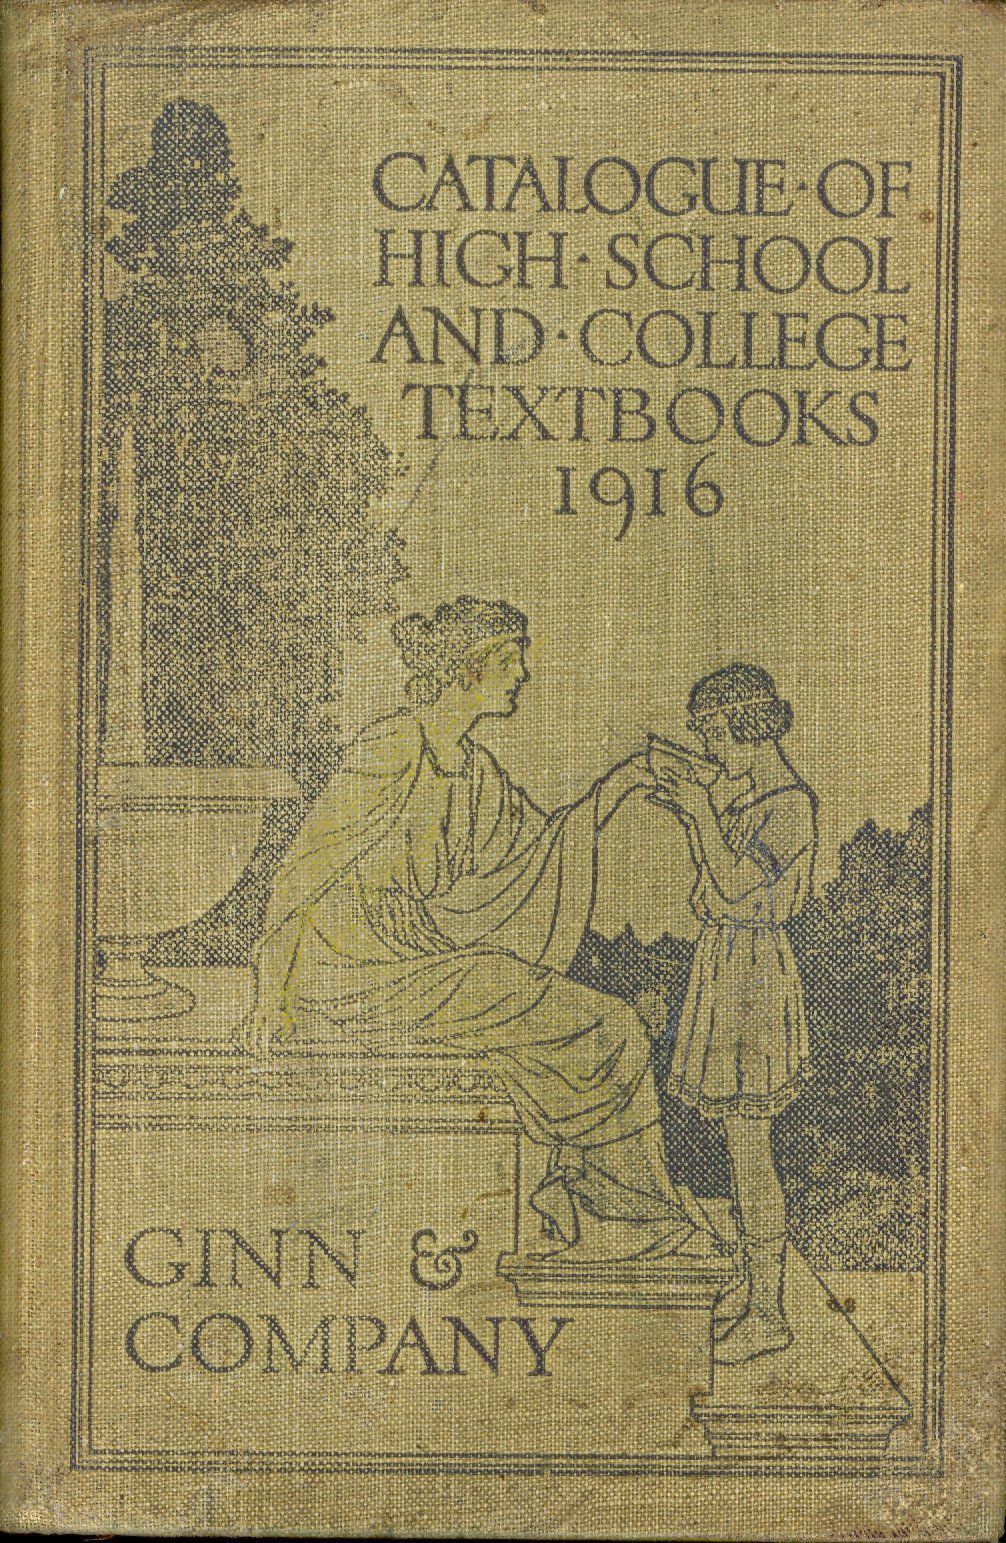 CATALOGUE·OF
HIGH·SCHOOL
AND·COLLEGE
TEXTBOOKS
1916
GINN &
COMPANY